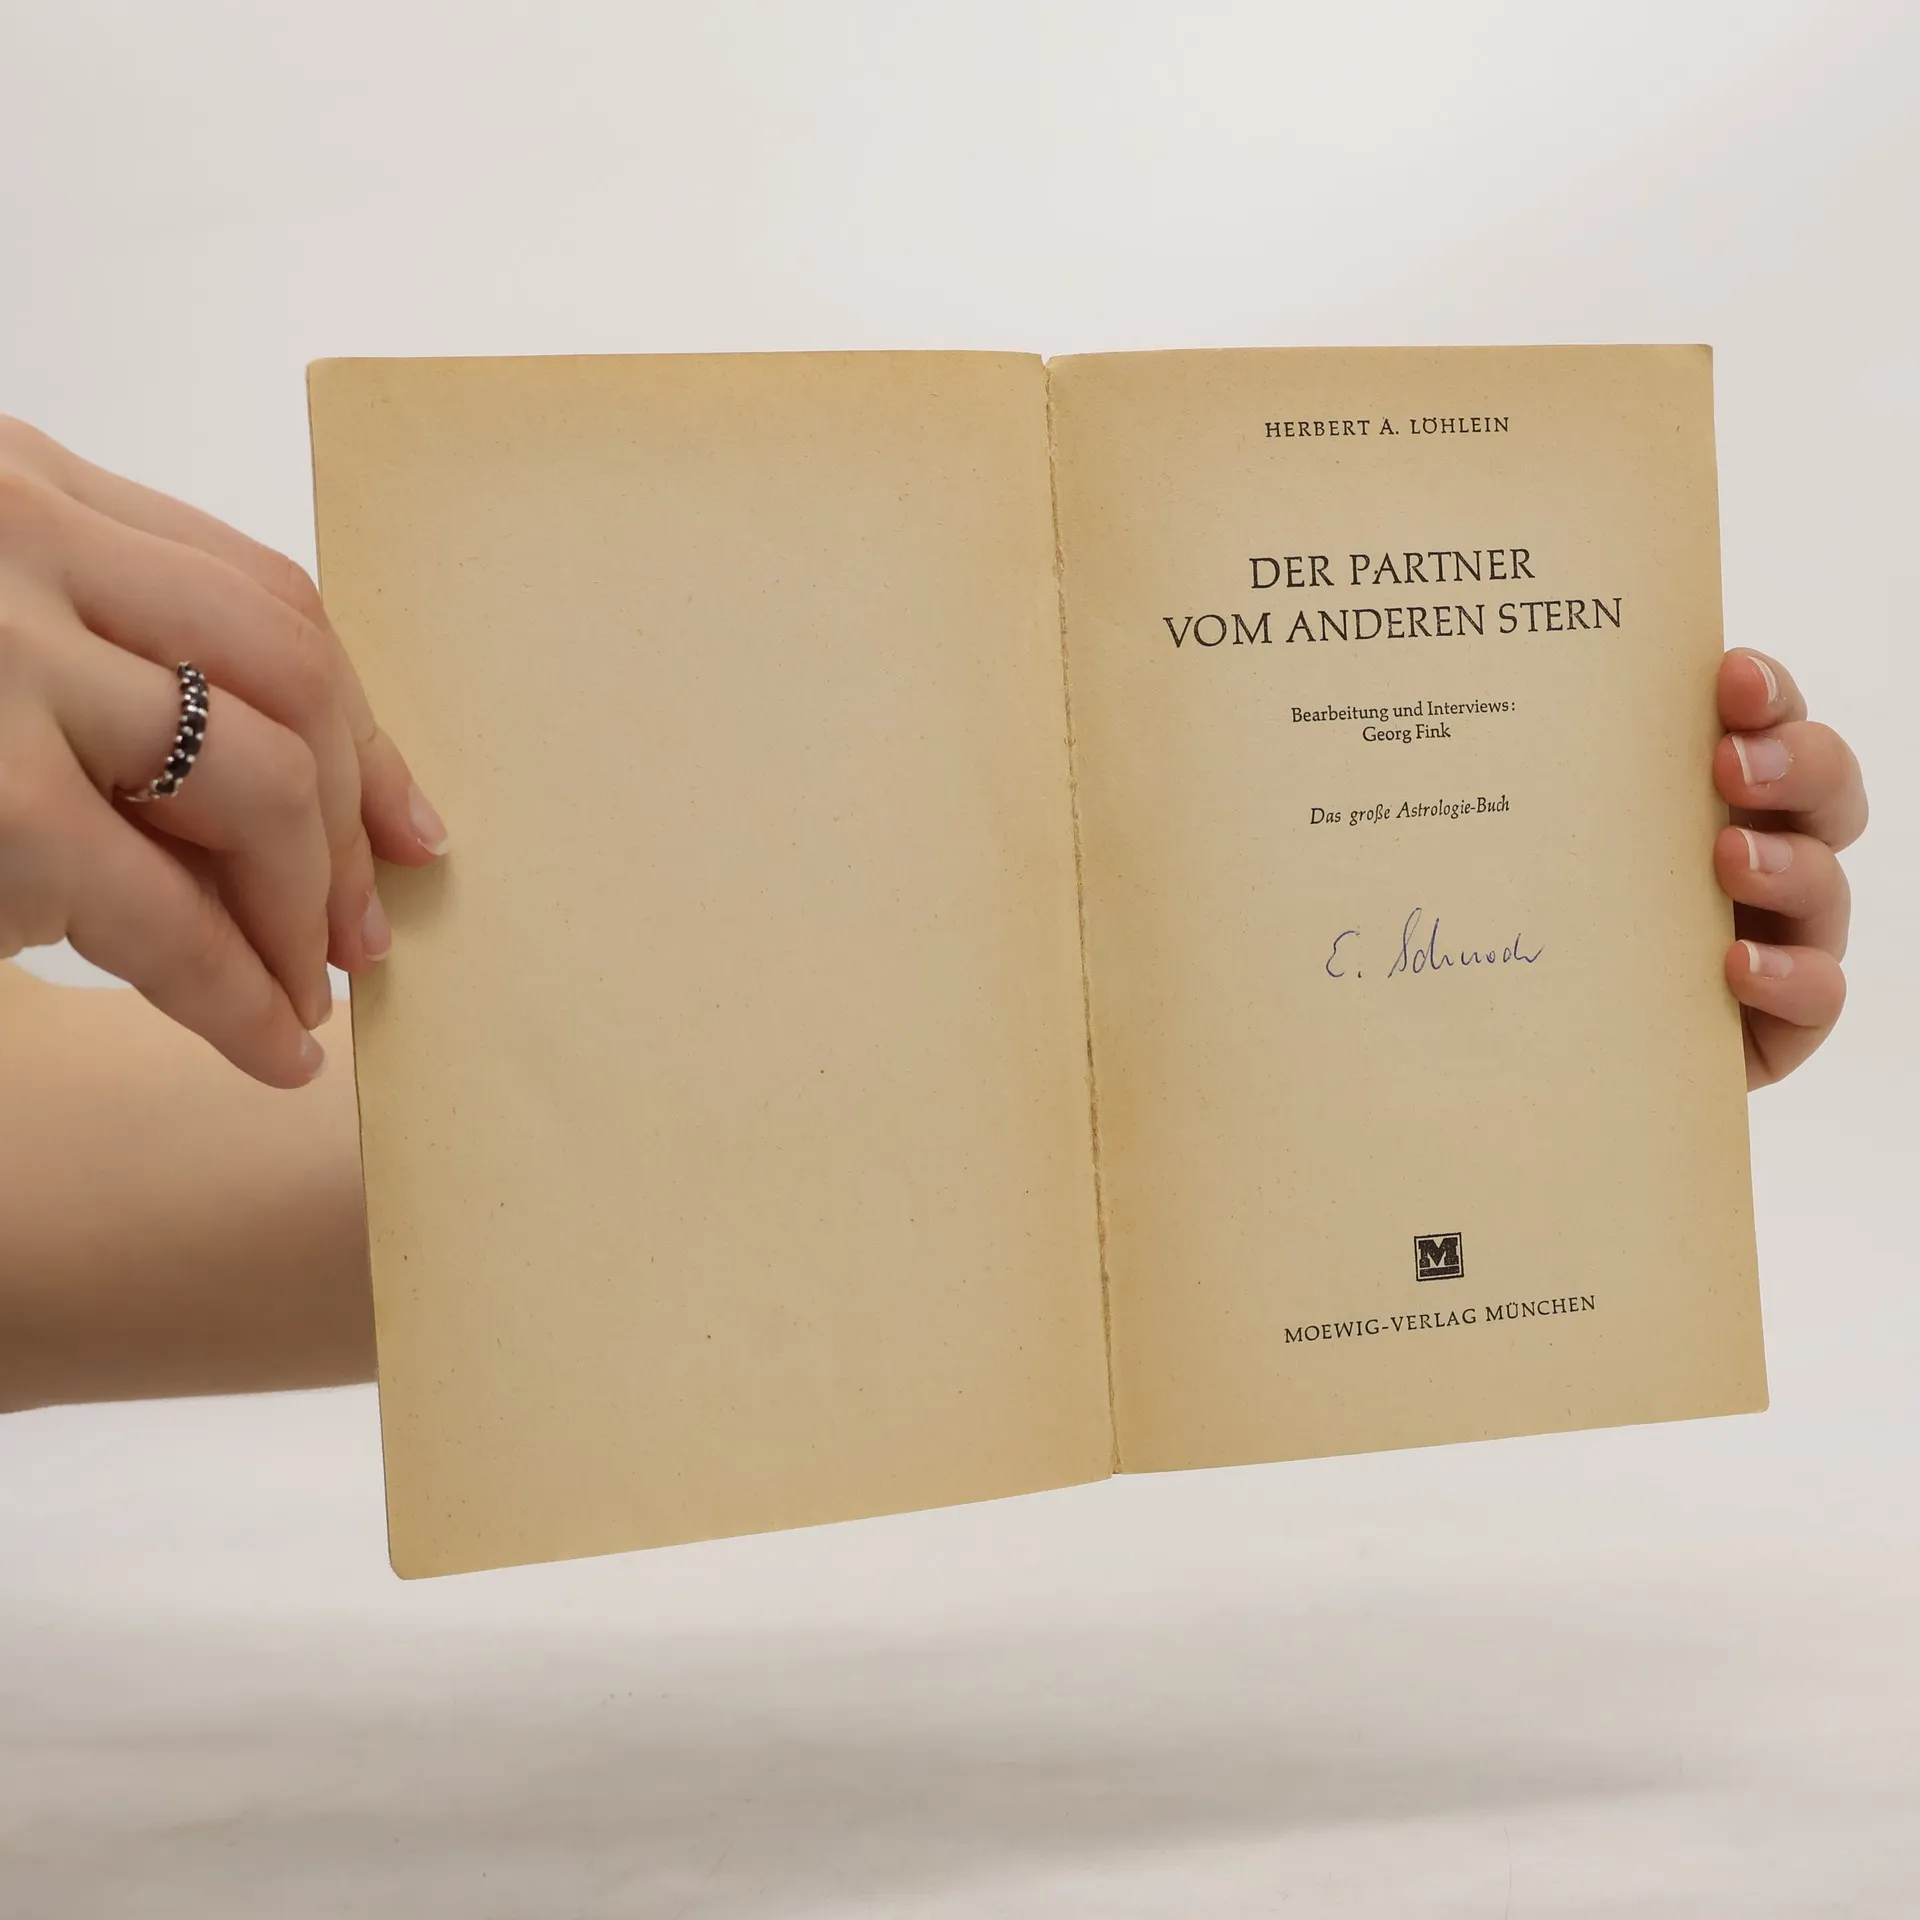 HERBERT A. LÖHLEIN
DER PARTNER
VOM ANDEREN STERN
Bearbeitung und Interviews:
Georg Fink
Das große Astrologie-Buch
E.
M
MOEWIG-VERLAG MÜNCHEN